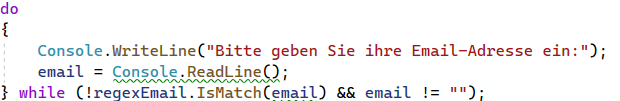 do
{
Console.WriteLine("Bitte geben Sie ihre Email-Adresse ein:");
email = Console.ReadLine();
} while (!regexEmail.IsMatch(email) && email != "");